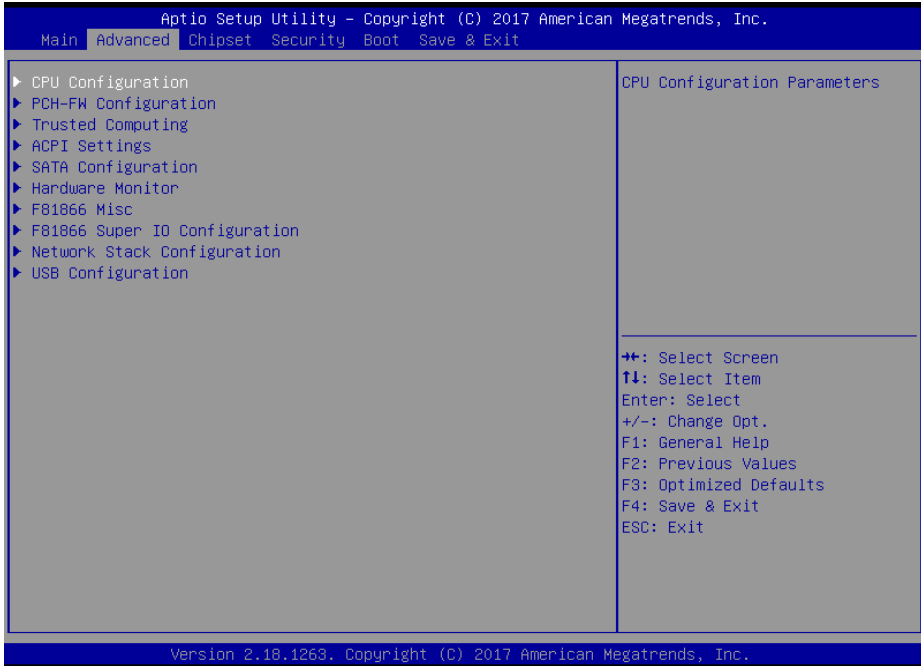 Aptio Setup Utility – Copyright (C) 2017 American Megatrends, Inc.
Main Advanced Chipset Security Boot Save & Exit
▶ CPU Configuration
▶ PCH-FW Configuration
▶ Trusted Computing
▶ ACPI Settings
▶ SATA Configuration
▶ Hardware Monitor
▶ F81866 Misc
▶ F81866 Super IO Configuration
▶ Network Stack Configuration
▶ USB Configuration
CPU Configuration Parameters
→←: Select Screen
↑↓: Select Item
Enter: Select
+/-: Change Opt.
F1: General Help
F2: Previous Values
F3: Optimized Defaults
F4: Save & Exit
ESC: Exit
Version 2.18.1263. Copyright (C) 2017 American Megatrends, Inc.